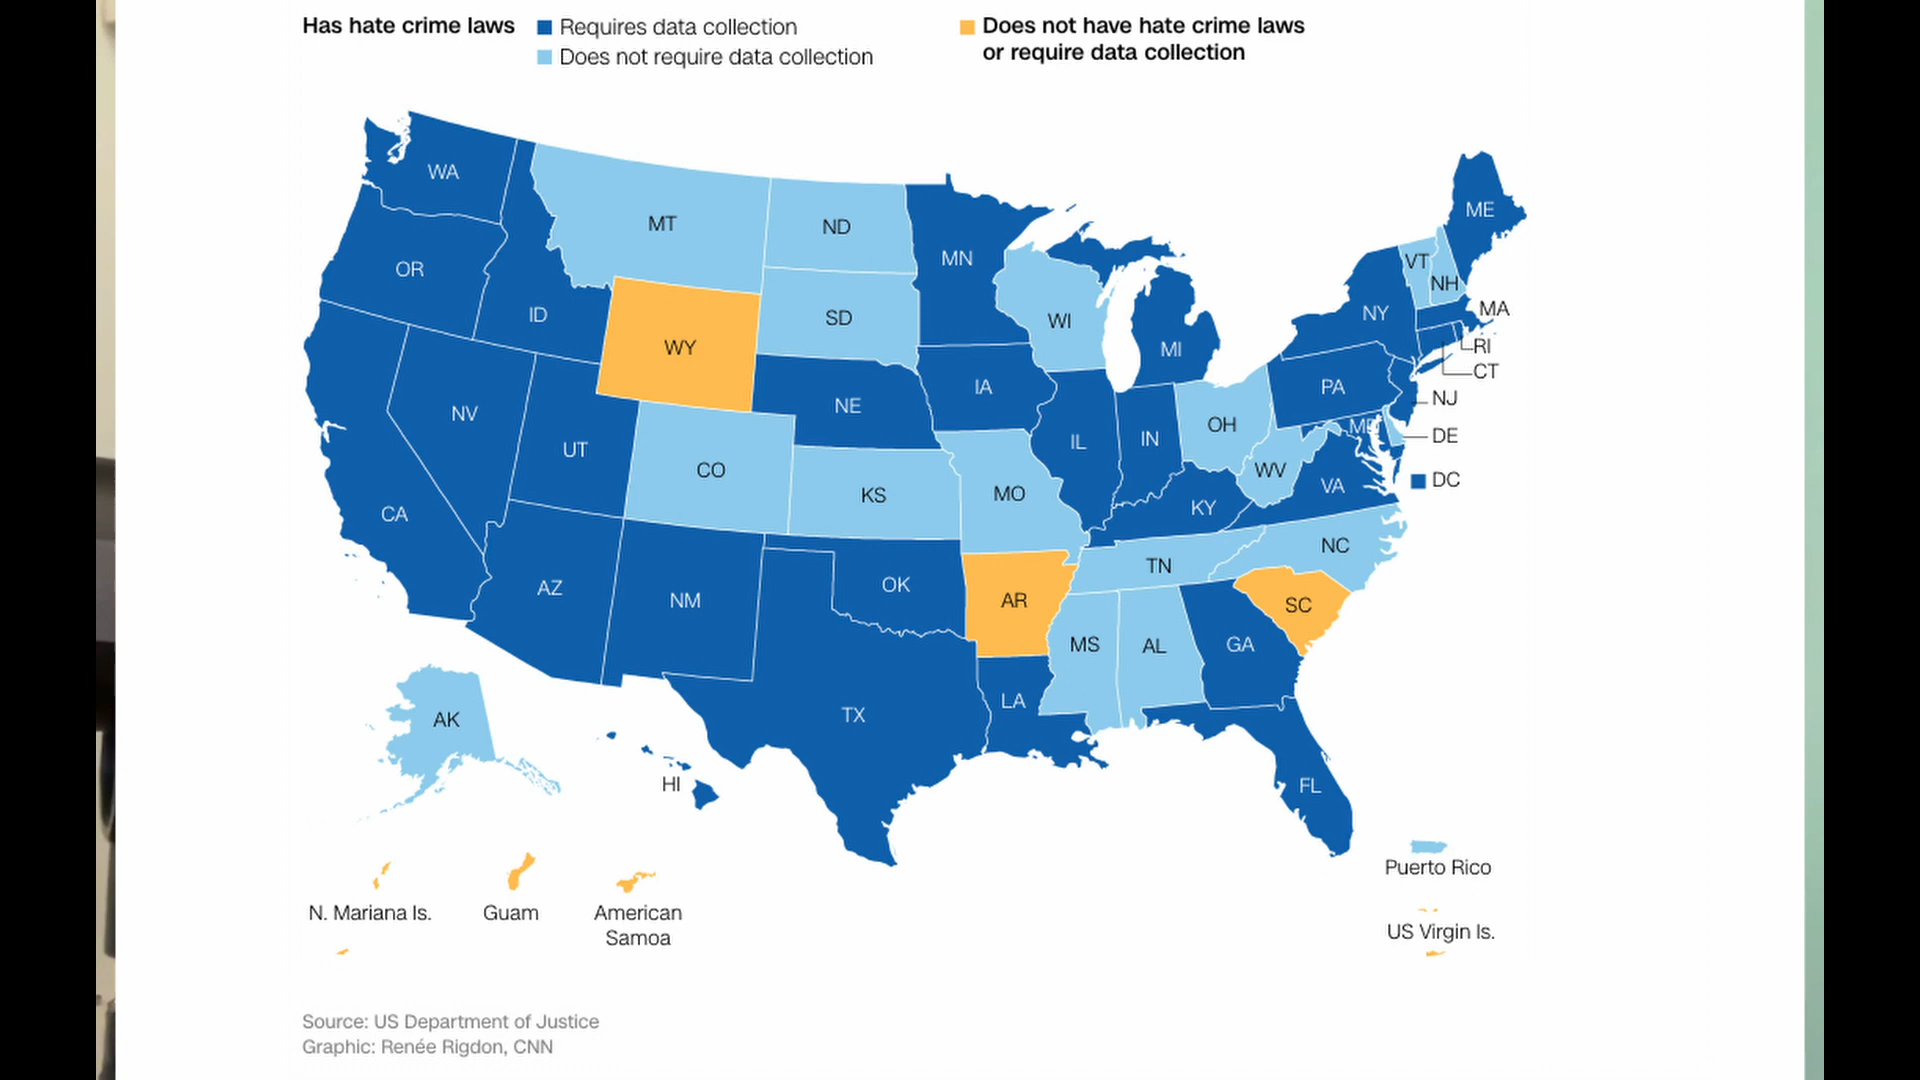 Has hate crime laws
Requires data collection
Does not require data collection
Does not have hate crime laws
or require data collection
WA
MT
ND
MN
ME
OR
ID
SD
WI
VT
NH
WY
MI
NY
MA
RI
CT
NV
NE
IA
PA
NJ
UT
CO
IL
IN
OH
MD
DE
CA
KS
MO
WV
VA
DC
KY
AZ
NM
OK
AR
TN
NC
SC
MS
AL
GA
TX
LA
FL
AK
HI
N. Mariana Is.
Guam
American
Samoa
Puerto Rico
US Virgin Is.
Source: US Department of Justice
Graphic: Renée Rigdon, CNN